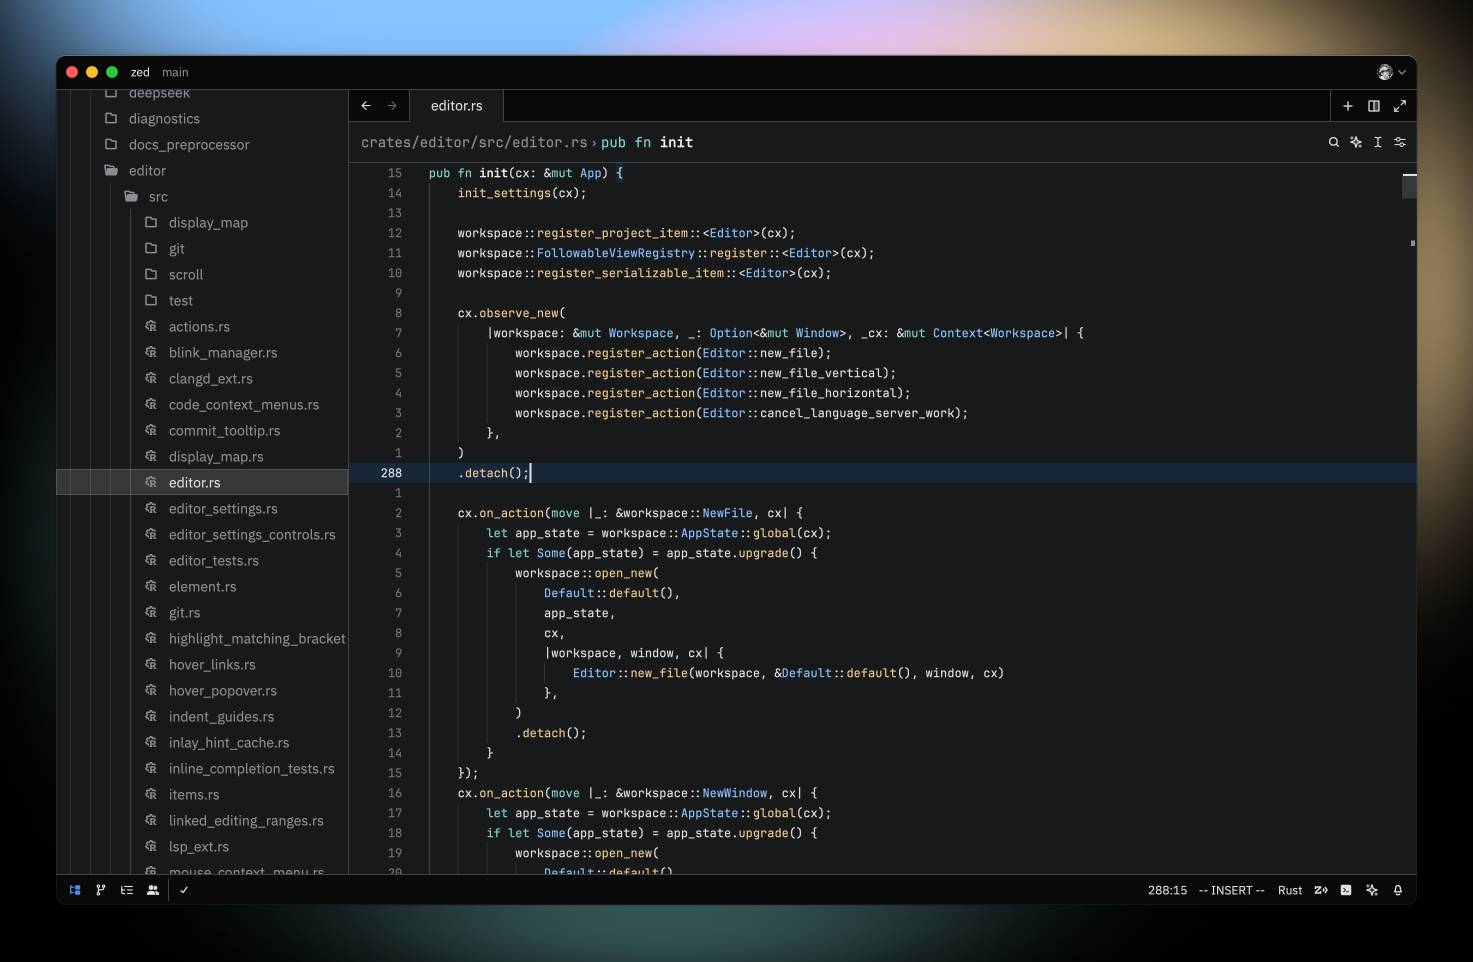 zed main
deepseek
diagnostics
docs_preprocessor
editor
src
display_map
git
scroll
test
actions.rs
blink_manager.rs
clangd_ext.rs
code_context_menus.rs
commit_tooltip.rs
display_map.rs
editor.rs
editor_settings.rs
editor_settings_controls.rs
editor_tests.rs
element.rs
git.rs
highlight_matching_bracket
hover_links.rs
hover_popover.rs
indent_guides.rs
inlay_hint_cache.rs
inline_completion_tests.rs
items.rs
linked_editing_ranges.rs
lsp_ext.rs
mouse_context_menu.rs
editor.rs
crates/editor/src/editor.rs › pub fn init
15 pub fn init(cx: &mut App) {
14 init_settings(cx);
13
12 workspace::register_project_item::<Editor>(cx);
11 workspace::FollowableViewRegistry::register::<Editor>(cx);
10 workspace::register_serializable_item::<Editor>(cx);
9
8 cx.observe_new(
7 |workspace: &mut Workspace, _: Option<&mut Window>, _cx: &mut Context<Workspace>| {
6 workspace.register_action(Editor::new_file);
5 workspace.register_action(Editor::new_file_vertical);
4 workspace.register_action(Editor::new_file_horizontal);
3 workspace.register_action(Editor::cancel_language_server_work);
2 },
1 )
288 .detach();
1
2 cx.on_action(move |_: &workspace::NewFile, cx| {
3 let app_state = workspace::AppState::global(cx);
4 if let Some(app_state) = app_state.upgrade() {
5 workspace::open_new(
6 Default::default(),
7 app_state,
8 cx,
9 |workspace, window, cx| {
10 Editor::new_file(workspace, &Default::default(), window, cx)
11 },
12 )
13 .detach();
14 }
15 });
16 cx.on_action(move |_: &workspace::NewWindow, cx| {
17 let app_state = workspace::AppState::global(cx);
18 if let Some(app_state) = app_state.upgrade() {
19 workspace::open_new(
20 Default::default()
288:15 -- INSERT -- Rust